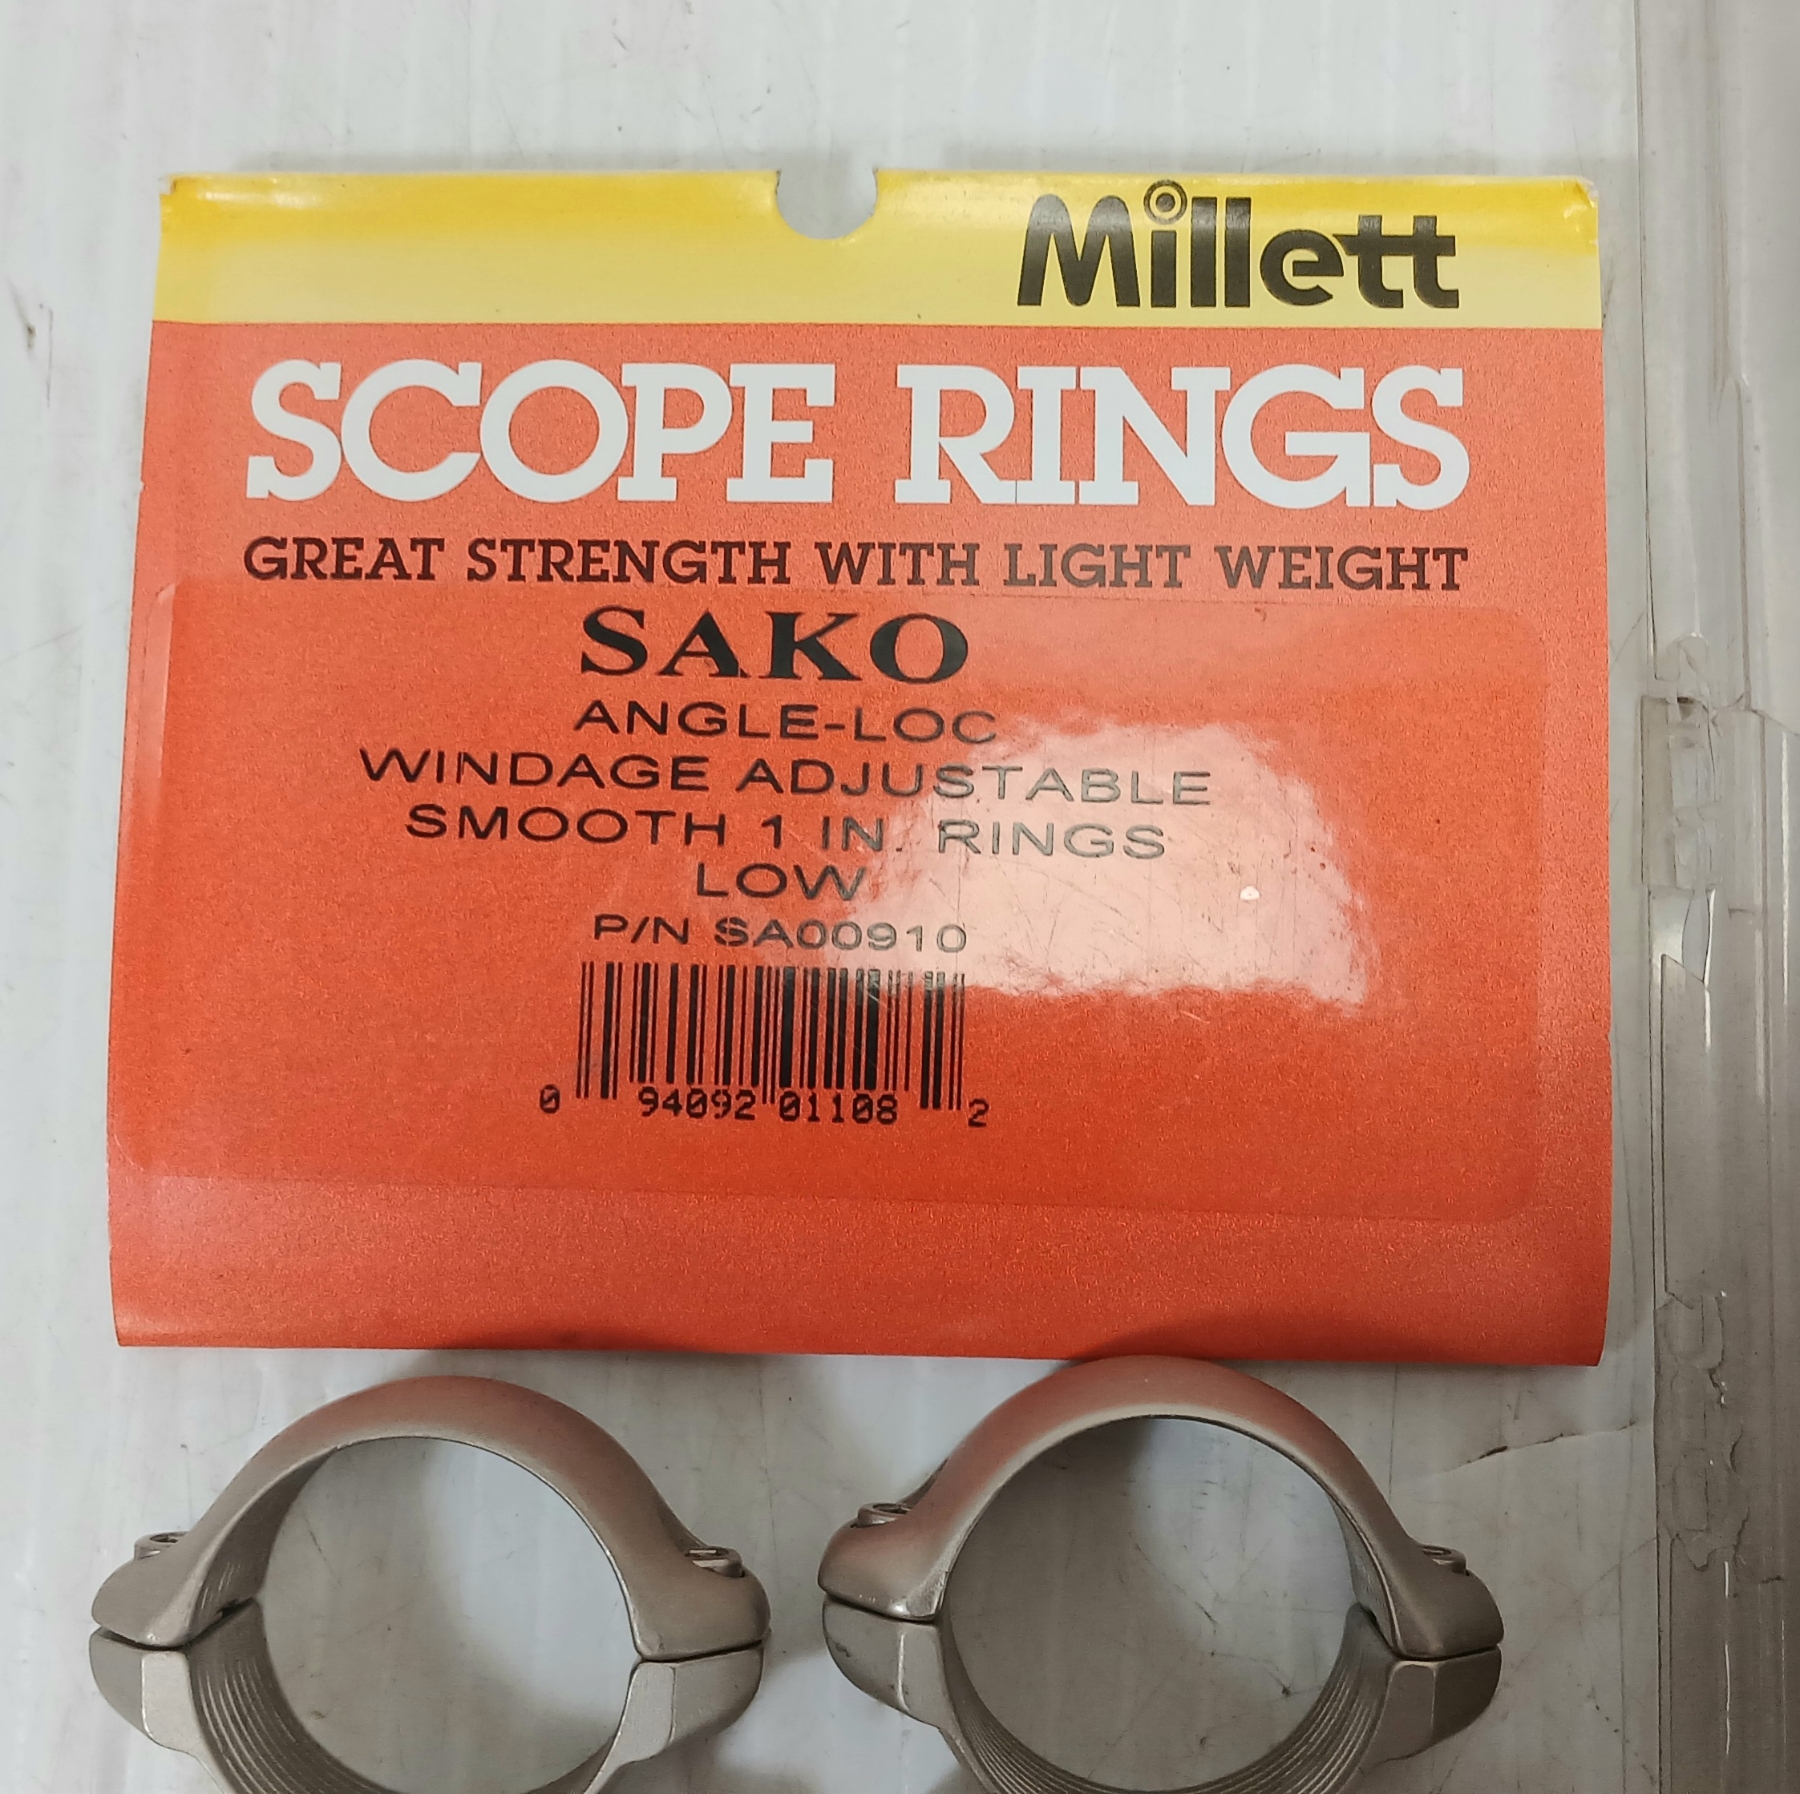 Millett
SCOPE RINGS
GREAT STRENGTH WITH LIGHT WEIGHT
SAKO
ANGLE-LOC
WINDAGE ADJUSTABLE
SMOOTH 1 IN. RINGS
LOW
P/N SA00910
0 94092 01108 2